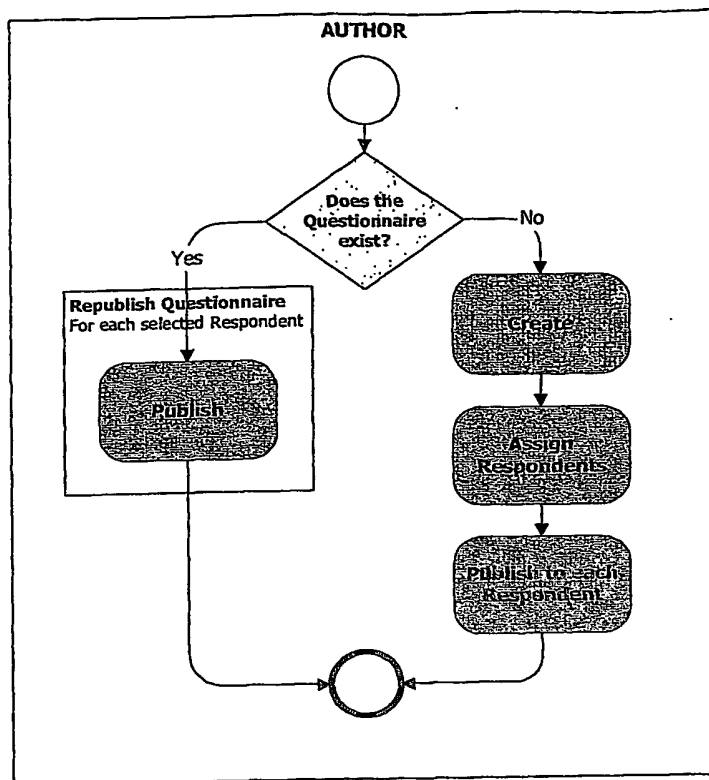 AUTHOR
Does the
Questionnaire
exist?
No
Yes
Republish Questionnaire
For each selected Respondent
Create
Publish
Assign
Respondents
Publish to each
Respondent